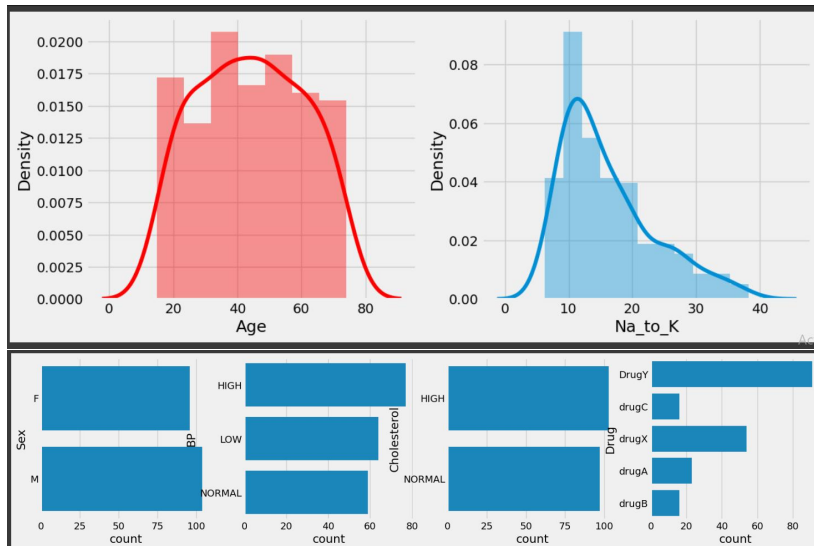 Density
0.0200
0.0175
0.0150
0.0125
0.0100
0.0075
0.0050
0.0025
0.0000
0 20 40 60 80
Age
Density
0.08
0.06
0.04
0.02
0.00
0 10 20 30 40
Na_to_K
Ac
Sex
F
M
0 25 50 75 100
count
BP
HIGH
LOW
NORMAL
0 20 40 60 80
count
Cholesterol
HIGH
NORMAL
0 25 50 75 100
count
Drug
DrugY
drugC
drugX
drugA
drugB
0 20 40 60 80
count